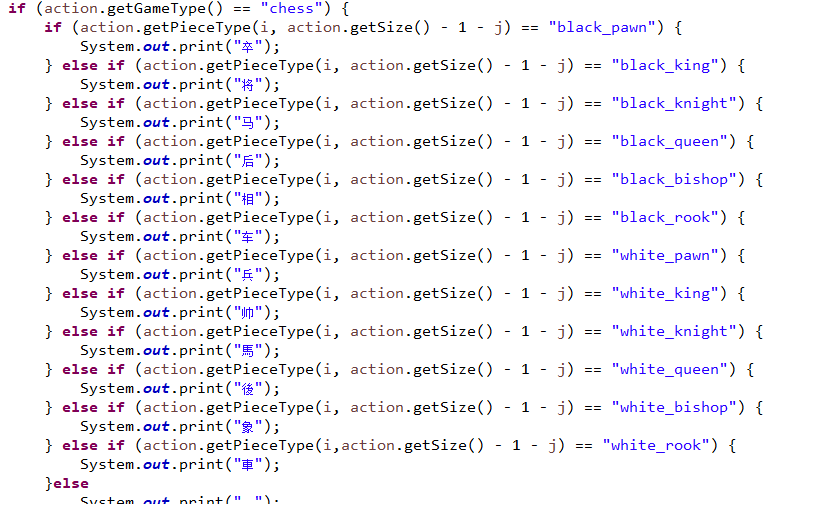 if (action.getGameType() == "chess") {
if (action.getPieceType(i, action.getSize() - 1 - j) == "black_pawn") {
System.out.print("卒");
} else if (action.getPieceType(i, action.getSize() - 1 - j) == "black_king") {
System.out.print("将");
} else if (action.getPieceType(i, action.getSize() - 1 - j) == "black_knight") {
System.out.print("马");
} else if (action.getPieceType(i, action.getSize() - 1 - j) == "black_queen") {
System.out.print("后");
} else if (action.getPieceType(i, action.getSize() - 1 - j) == "black_bishop") {
System.out.print("相");
} else if (action.getPieceType(i, action.getSize() - 1 - j) == "black_rook") {
System.out.print("车");
} else if (action.getPieceType(i, action.getSize() - 1 - j) == "white_pawn") {
System.out.print("兵");
} else if (action.getPieceType(i, action.getSize() - 1 - j) == "white_king") {
System.out.print("帅");
} else if (action.getPieceType(i, action.getSize() - 1 - j) == "white_knight") {
System.out.print("馬");
} else if (action.getPieceType(i, action.getSize() - 1 - j) == "white_queen") {
System.out.print("後");
} else if (action.getPieceType(i, action.getSize() - 1 - j) == "white_bishop") {
System.out.print("象");
} else if (action.getPieceType(i,action.getSize() - 1 - j) == "white_rook") {
System.out.print("車");
}else
System.out.print("